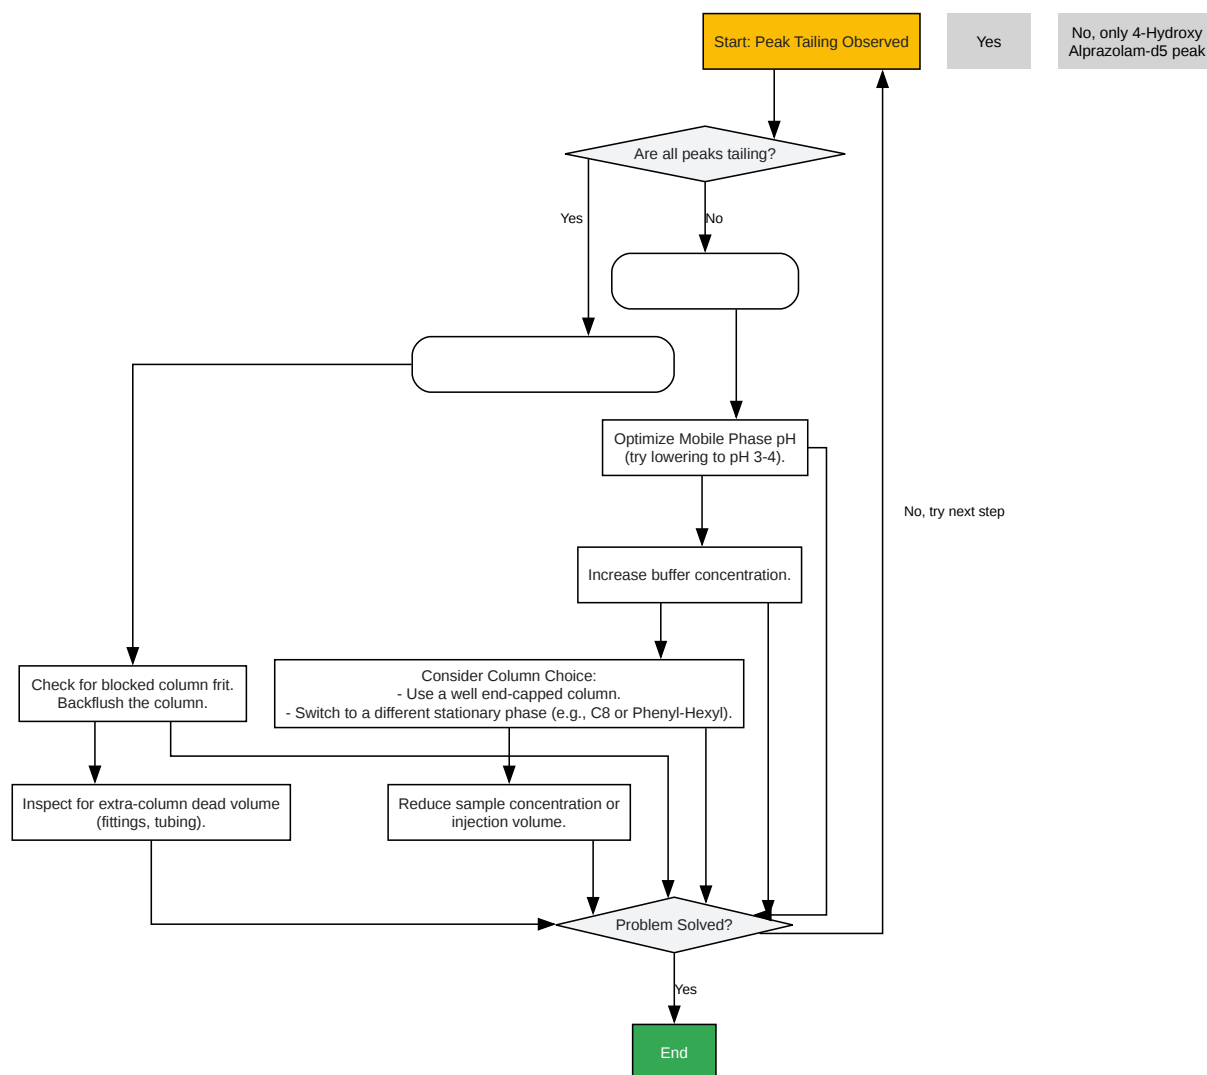 Start: Peak Tailing Observed
Yes
No, only 4-Hydroxy
Alprazolam-d5 peak
Are all peaks tailing?
Yes
No
Optimize Mobile Phase pH
(try lowering to pH 3-4).
No, try next step
Increase buffer concentration.
Check for blocked column frit.
Backflush the column.
Consider Column Choice:
- Use a well end-capped column.
- Switch to a different stationary phase (e.g., C8 or Phenyl-Hexyl).
Inspect for extra-column dead volume
(fittings, tubing).
Reduce sample concentration or
injection volume.
Problem Solved?
Yes
End